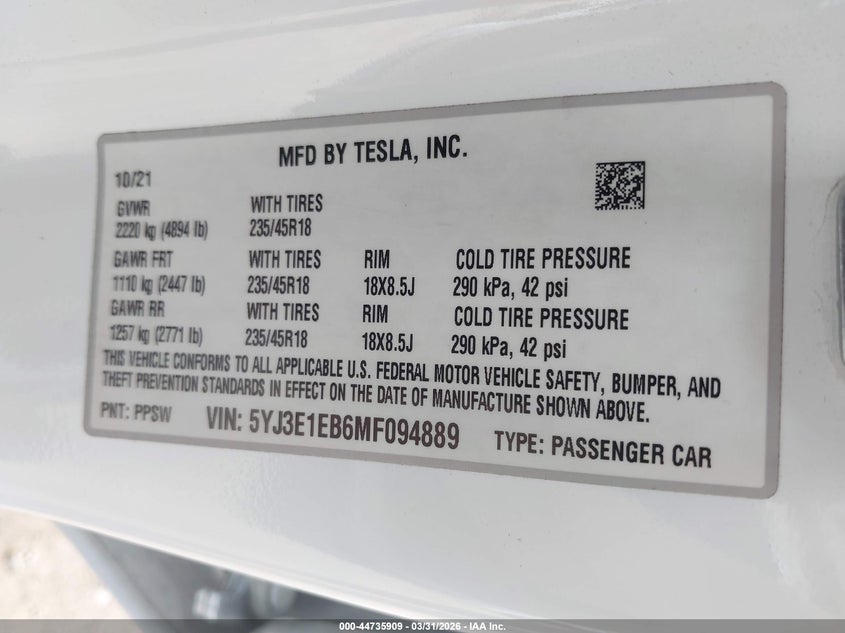 MFD BY TESLA, INC.
10/21
GVWR WITH TIRES
2220 kg (4894 lb) 235/45R18
GAWR FRT WITH TIRES RIM COLD TIRE PRESSURE
1110 kg (2447 lb) 235/45R18 18X8.5J 290 kPa, 42 psi
GAWR RR WITH TIRES RIM COLD TIRE PRESSURE
1257 kg (2771 lb) 235/45R18 18X8.5J 290 kPa, 42 psi
THIS VEHICLE CONFORMS TO ALL APPLICABLE U.S. FEDERAL MOTOR VEHICLE SAFETY, BUMPER, AND
THEFT PREVENTION STANDARDS IN EFFECT ON THE DATE OF MANUFACTURE SHOWN ABOVE.
PNT: PPSW VIN: 5YJ3E1EB6MF094889 TYPE: PASSENGER CAR
000-44735909 - 03/31/2026 - IAA Inc.